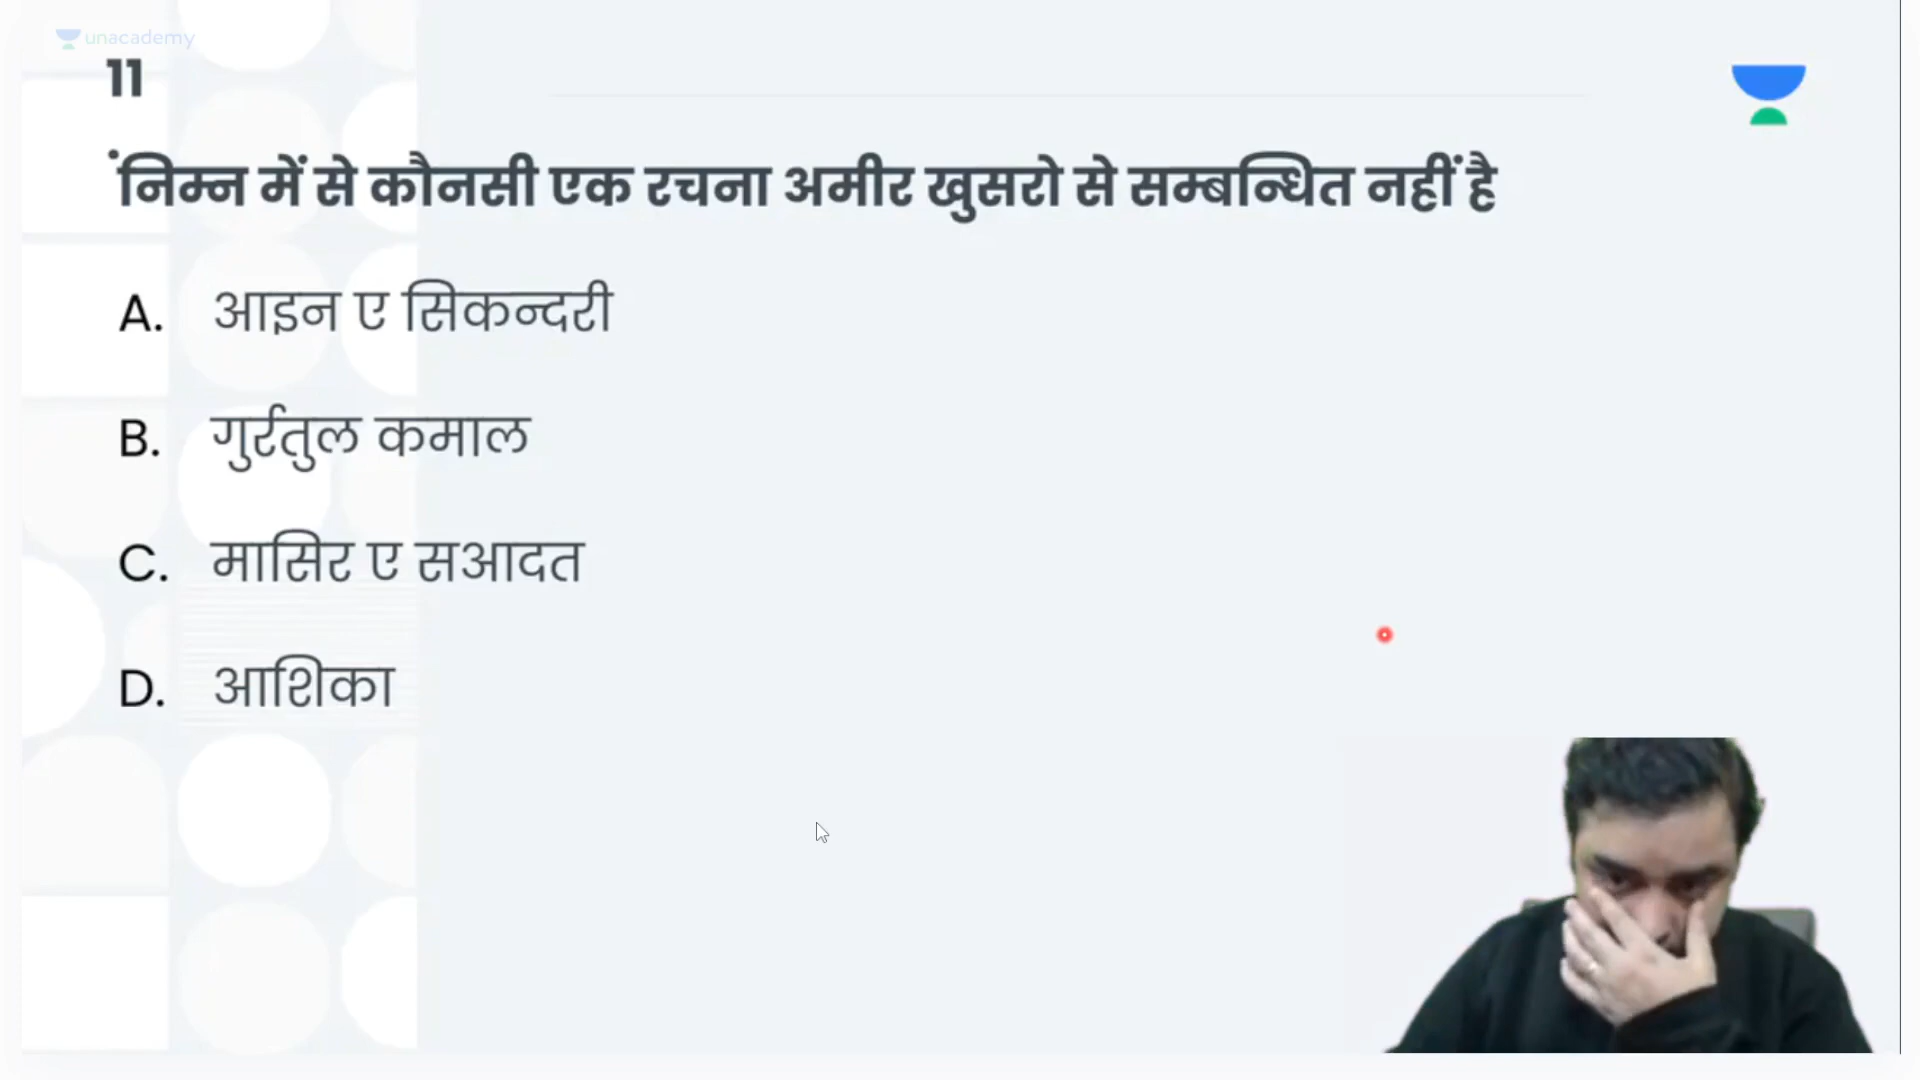 unacademy
11
ंनिम्न में से कौनसी एक रचना अमीर खुसरो से सम्बन्धित नहीं है
A. आइन ए सिकन्दरी
B. गुर्रतुल कमाल
C. मासिर ए सआदत
D. आशिका